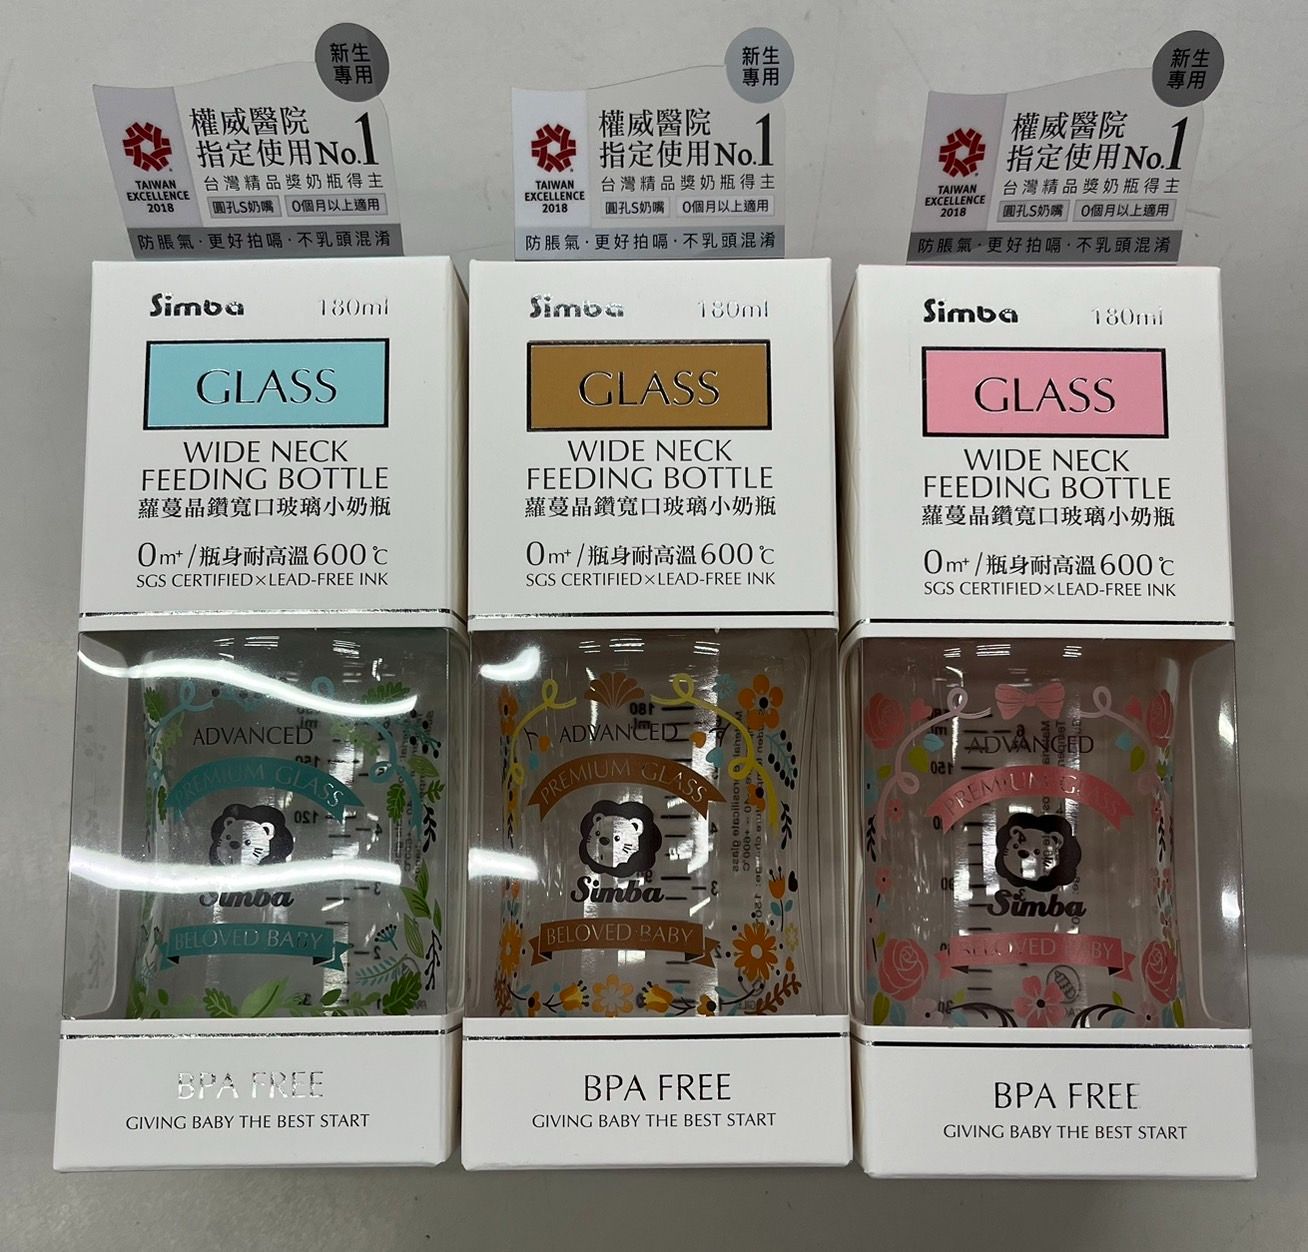 新生
專用
權威醫院
指定使用No.1
台灣精品獎奶瓶得主
圓孔S奶嘴 0個月以上適用
TAIWAN
EXCELLENCE
2018
防脹氣·更好拍嗝·不乳頭混淆
Simba 180ml
GLASS
WIDE NECK
FEEDING BOTTLE
蘿蔓晶鑽寬口玻璃小奶瓶
0m+/瓶身耐高溫600℃
SGS CERTIFIED×LEAD-FREE INK
ADVANCED
PREMIUM GLASS
Simba
BELOVED BABY
BPA FREE
GIVING BABY THE BEST START
新生
專用
權威醫院
指定使用No.1
台灣精品獎奶瓶得主
圓孔S奶嘴 0個月以上適用
TAIWAN
EXCELLENCE
2018
防脹氣·更好拍嗝·不乳頭混淆
Simba 180ml
GLASS
WIDE NECK
FEEDING BOTTLE
蘿蔓晶鑽寬口玻璃小奶瓶
0m+/瓶身耐高溫600℃
SGS CERTIFIED×LEAD-FREE INK
ADVANCED
PREMIUM GLASS
Simba
BELOVED BABY
BPA FREE
GIVING BABY THE BEST START
新生
專用
權威醫院
指定使用No.1
台灣精品獎奶瓶得主
圓孔S奶嘴 0個月以上適用
TAIWAN
EXCELLENCE
2018
防脹氣·更好拍嗝·不乳頭混淆
Simba 180ml
GLASS
WIDE NECK
FEEDING BOTTLE
蘿蔓晶鑽寬口玻璃小奶瓶
0m+/瓶身耐高溫600℃
SGS CERTIFIED×LEAD-FREE INK
ADVANCED
PREMIUM GLASS
Simba
BELOVED BABY
BPA FREE
GIVING BABY THE BEST START